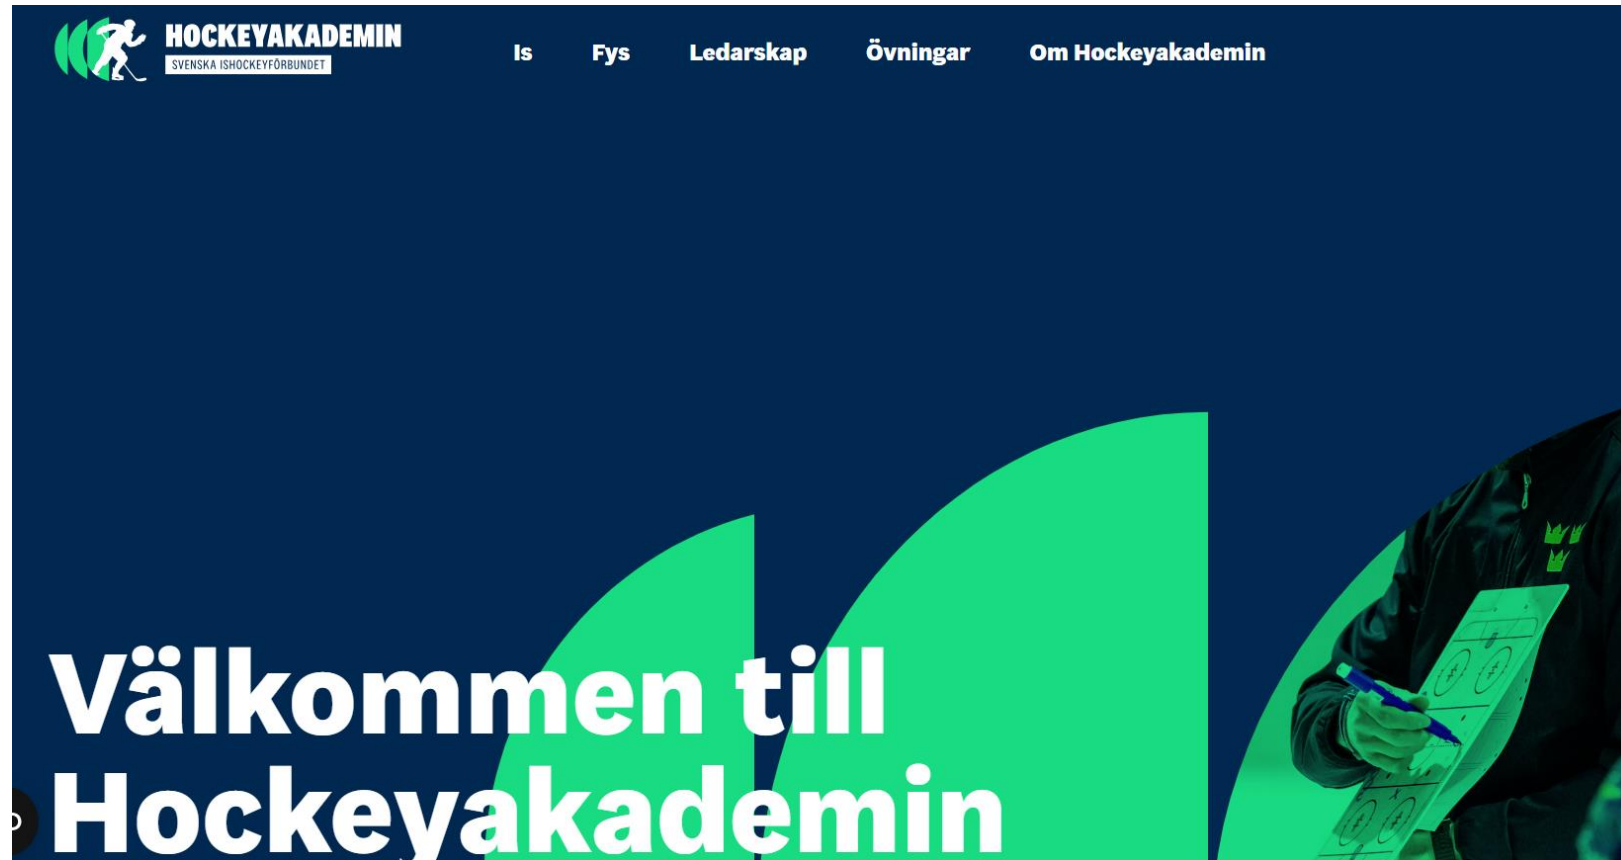 HOCKEYAKADEMIN
SVENSKA ISHOCKEYFÖRBUNDET
Is Fys Ledarskap Övningar Om Hockeyakademin
Välkommen till
Hockeyakademin